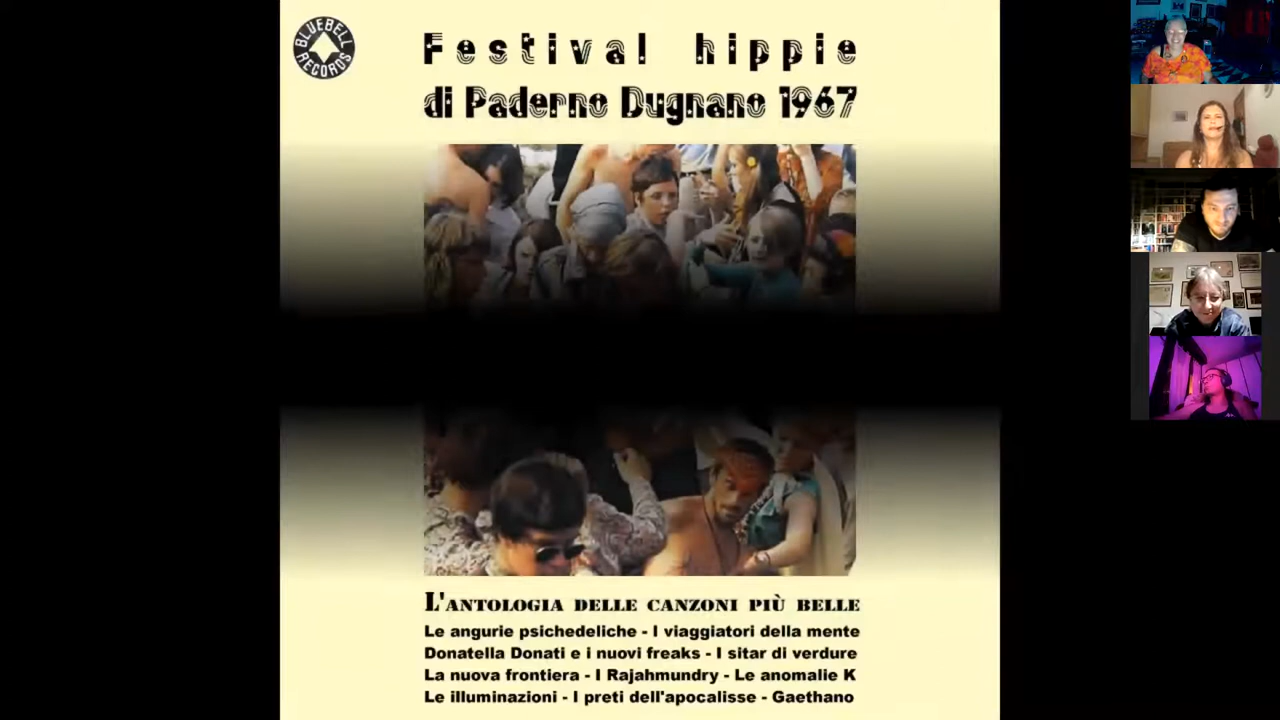 BLUEBELL RECORDS
Festival hippie
di Paderno Dugnano 1967
L'antologia delle canzoni più belle
Le angurie psichedeliche - I viaggiatori della mente
Donatella Donati e i nuovi freaks - I sitar di verdure
La nuova frontiera - I Rajahmundry - Le anomalie K
Le illuminazioni - I preti dell'apocalisse - Gaethano